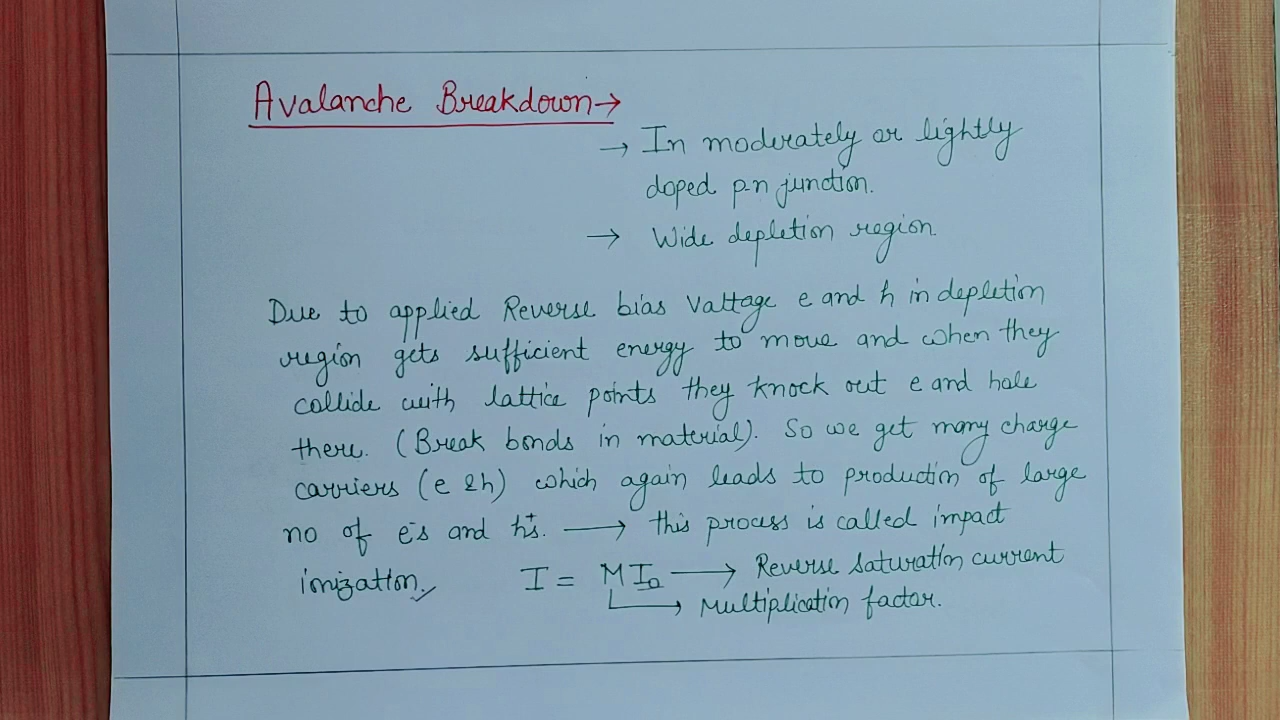 Avalanche Breakdown→
→ In moderately or lightly
doped p-n junction.
→ Wide depletion region.
Due to applied Reverse bias Valtage e and h in depletion
region gets sufficient energy to move and when they
collide with lattice points they knock out e and hole
there. (Break bonds in material). So we get many charge
carriers (e & h) which again leads to production of large
no of e⁻s and h⁺s. ⟶ this process is called impact
ionization. I = MI₀ ⟶ Reverse saturation current
⟶ Multiplication factor.